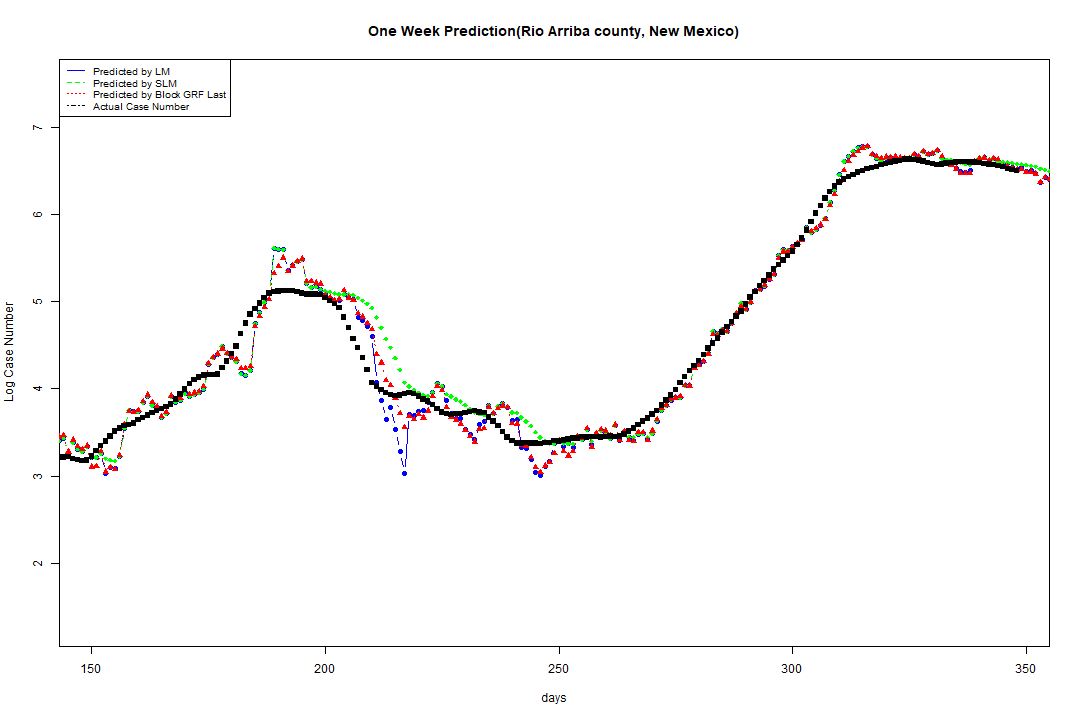 One Week Prediction(Rio Arriba county, New Mexico)
Predicted by LM
Predicted by SLM
Predicted by Block GRF Last
Actual Case Number
7
6
5
4
3
2
Log Case Number
150 200 250 300 350
days